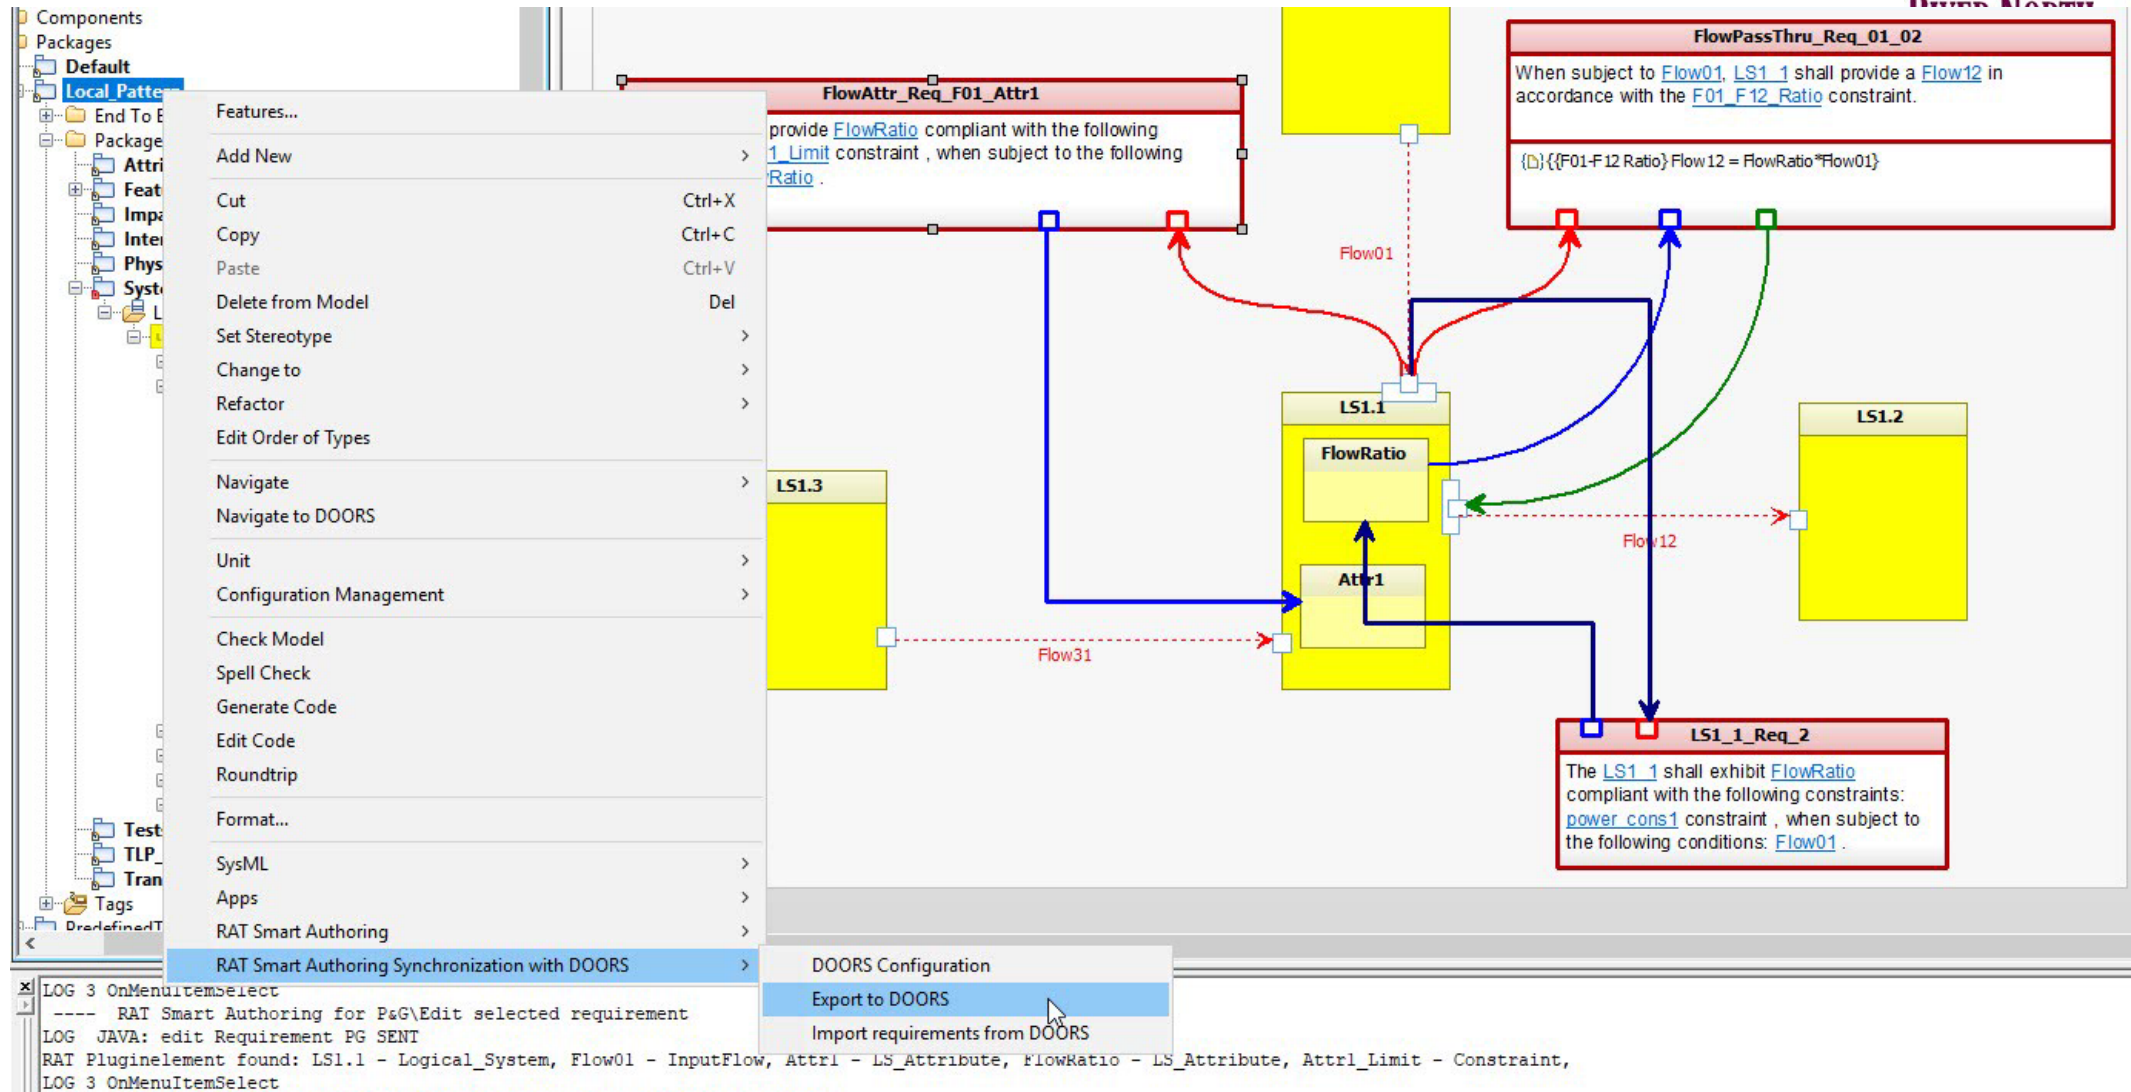 RIVER NORTH
Components
Packages
Default
Local_Pattern
End To E
Package
Attri
Feat
Impa
Inter
Phys
Syste
L
Test
TLP_
Tran
Tags
PredefinedT
Features...
Add New
Cut Ctrl+X
Copy Ctrl+C
Paste Ctrl+V
Delete from Model Del
Set Stereotype
Change to
Refactor
Edit Order of Types
Navigate
Navigate to DOORS
Unit
Configuration Management
Check Model
Spell Check
Generate Code
Edit Code
Roundtrip
Format...
SysML
Apps
RAT Smart Authoring
RAT Smart Authoring Synchronization with DOORS
DOORS Configuration
Export to DOORS
Import requirements from DOORS
FlowAttr_Req_F01_Attr1
provide FlowRatio compliant with the following
1_Limit constraint , when subject to the following
Ratio .
FlowPassThru_Req_01_02
When subject to Flow01, LS1_1 shall provide a Flow12 in
accordance with the F01_F12_Ratio constraint.
{{F01-F12 Ratio} Flow12 = FlowRatio*Flow01}
Flow01
LS1.1
FlowRatio
Attr1
LS1.2
Flow12
LS1.3
Flow31
LS1_1_Req_2
The LS1_1 shall exhibit FlowRatio
compliant with the following constraints:
power_cons1 constraint , when subject to
the following conditions: Flow01 .
LOG 3 OnMenuItemSelect
---- RAT Smart Authoring for P&G\Edit selected requirement
LOG JAVA: edit Requirement PG SENT
RAT Pluginelement found: LS1.1 - Logical_System, Flow01 - InputFlow, Attr1 - LS_Attribute, FlowRatio - LS_Attribute, Attr1_Limit - Constraint,
LOG 3 OnMenuItemSelect